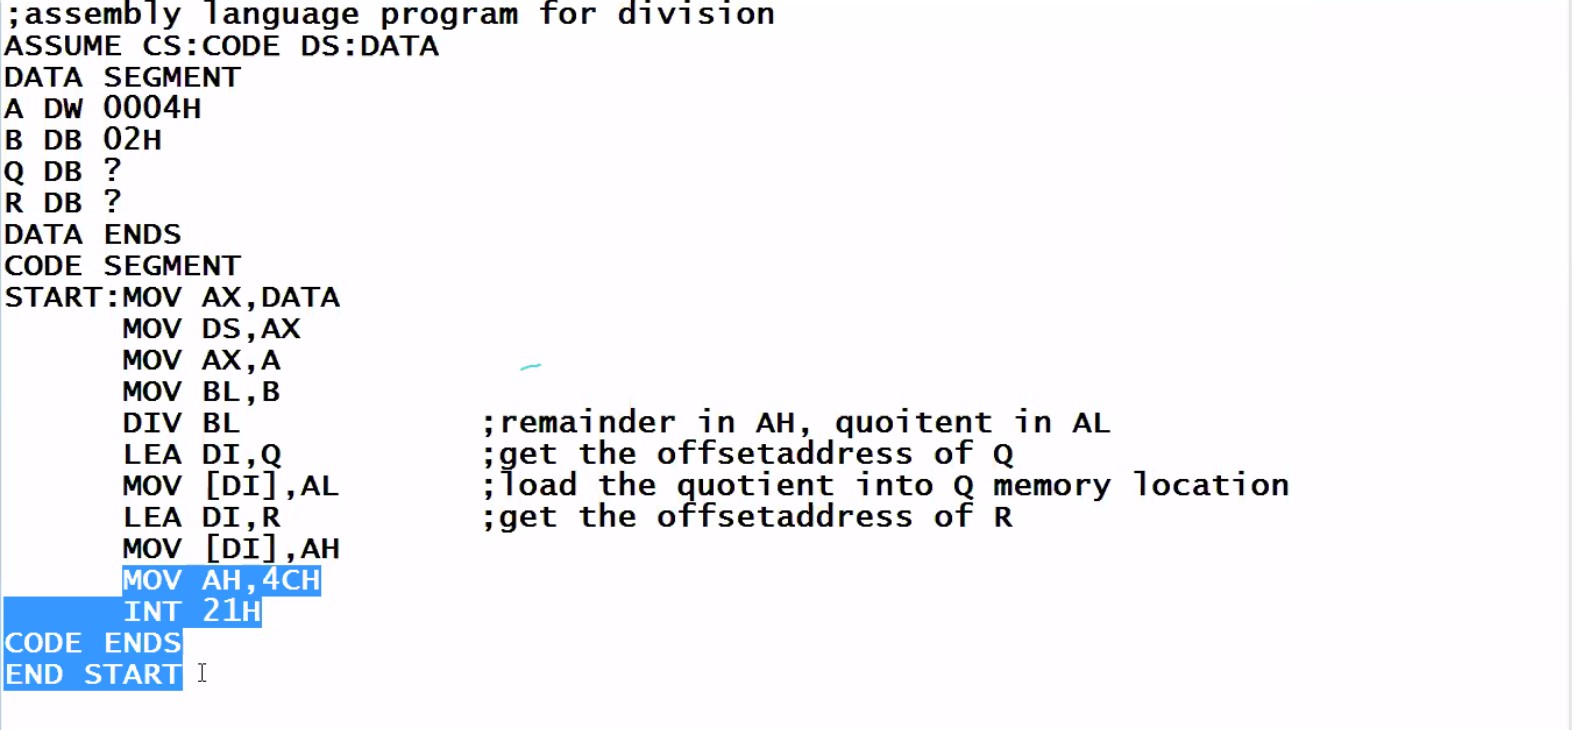 ;assembly language program for division
ASSUME CS:CODE DS:DATA
DATA SEGMENT
A DW 0004H
B DB 02H
Q DB ?
R DB ?
DATA ENDS
CODE SEGMENT
START:MOV AX,DATA
      MOV DS,AX
      MOV AX,A
      MOV BL,B
      DIV BL            ;remainder in AH, quoitent in AL
      LEA DI,Q          ;get the offsetaddress of Q
      MOV [DI],AL       ;load the quotient into Q memory location
      LEA DI,R          ;get the offsetaddress of R
      MOV [DI],AH
      MOV AH,4CH
      INT 21H
CODE ENDS
END START